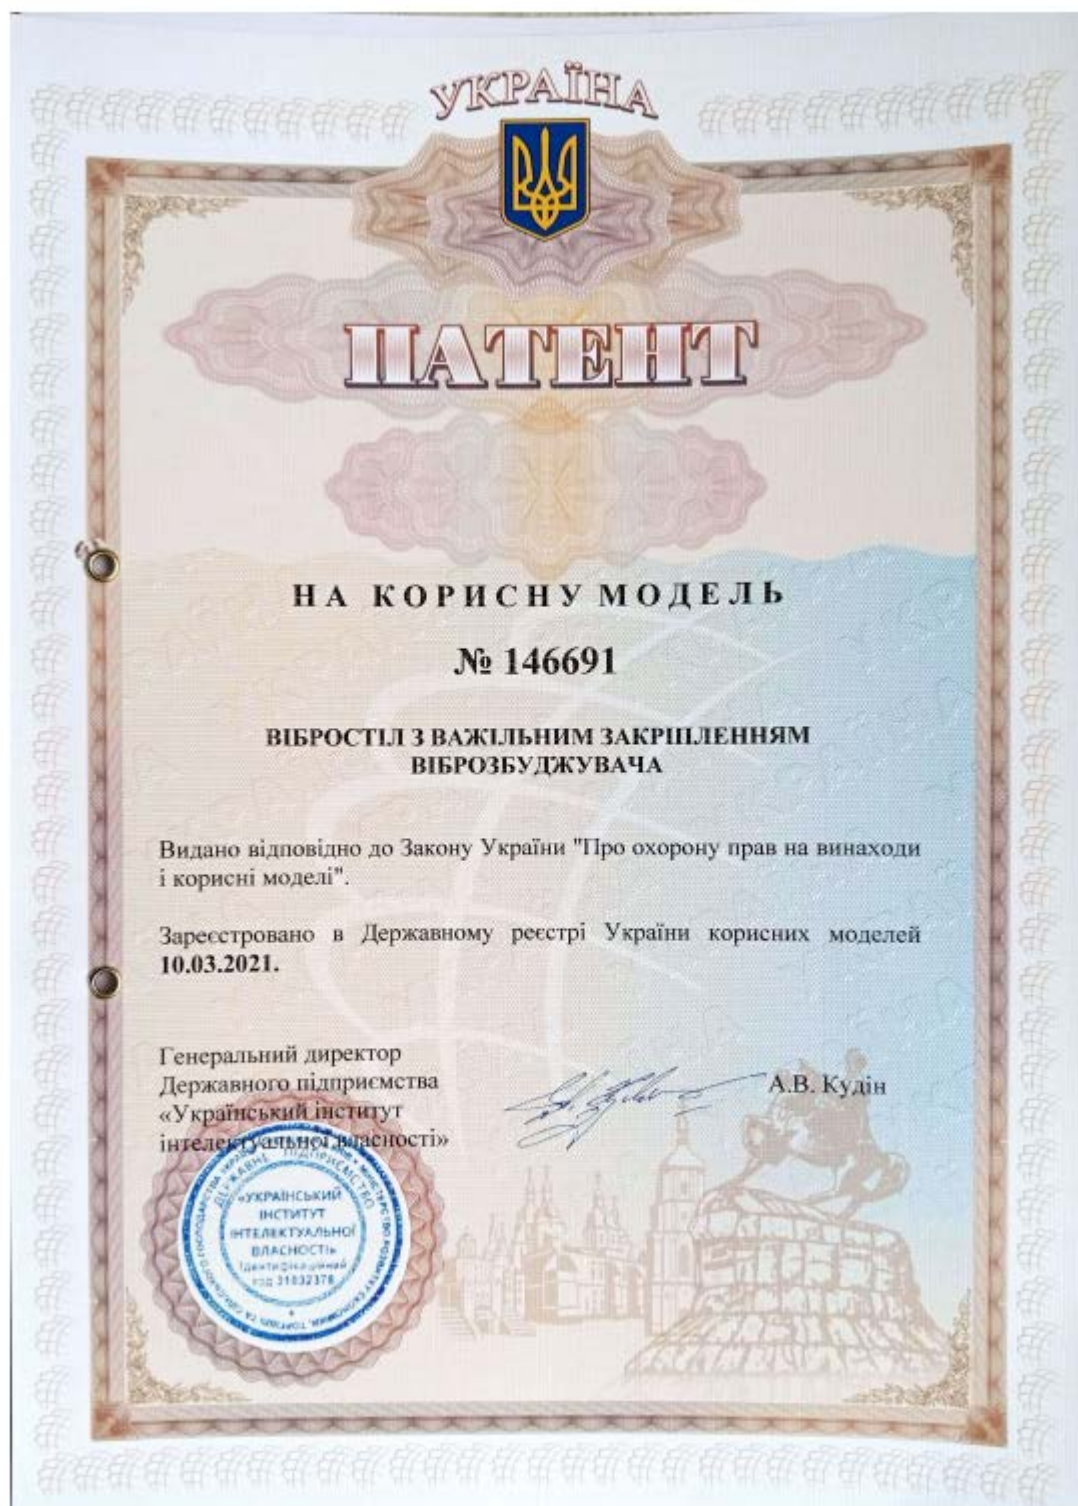 УКРАЇНА
ПАТЕНТ
НА КОРИСНУ МОДЕЛЬ
№ 146691
ВІБРОСТІЛ З ВАЖІЛЬНИМ ЗАКРІПЛЕННЯМ
ВІБРОЗБУДЖУВАЧА
Видано відповідно до Закону України "Про охорону прав на винаходи
і корисні моделі".
Зареєстровано в Державному реєстрі України корисних моделей
10.03.2021.
Генеральний директор
Державного підприємства
«Український інститут
інтелектуальної власності»
А.В. Кудін
ДЕРЖАВНЕ ПІДПРИЄМСТВО
«УКРАЇНСЬКИЙ
ІНСТИТУТ
ІНТЕЛЕКТУАЛЬНОЇ
ВЛАСНОСТІ»
Ідентифікаційний
код 31032378